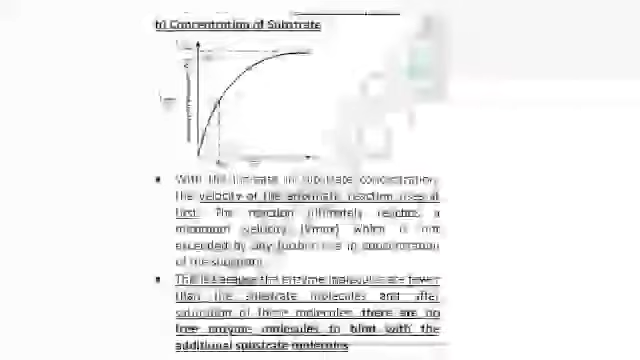 b) Concentration of Substrate
With the increase in substrate concentration,
the velocity of the enzymatic reaction rises at
first. The reaction ultimately reaches a
maximum velocity (Vmax) which is not
exceeded by any further rise in concentration
of the substrate.
This is because the enzyme molecules are fewer
than the substrate molecules and after
saturation of these molecules there are no
free enzyme molecules to bind with the
additional substrate molecules